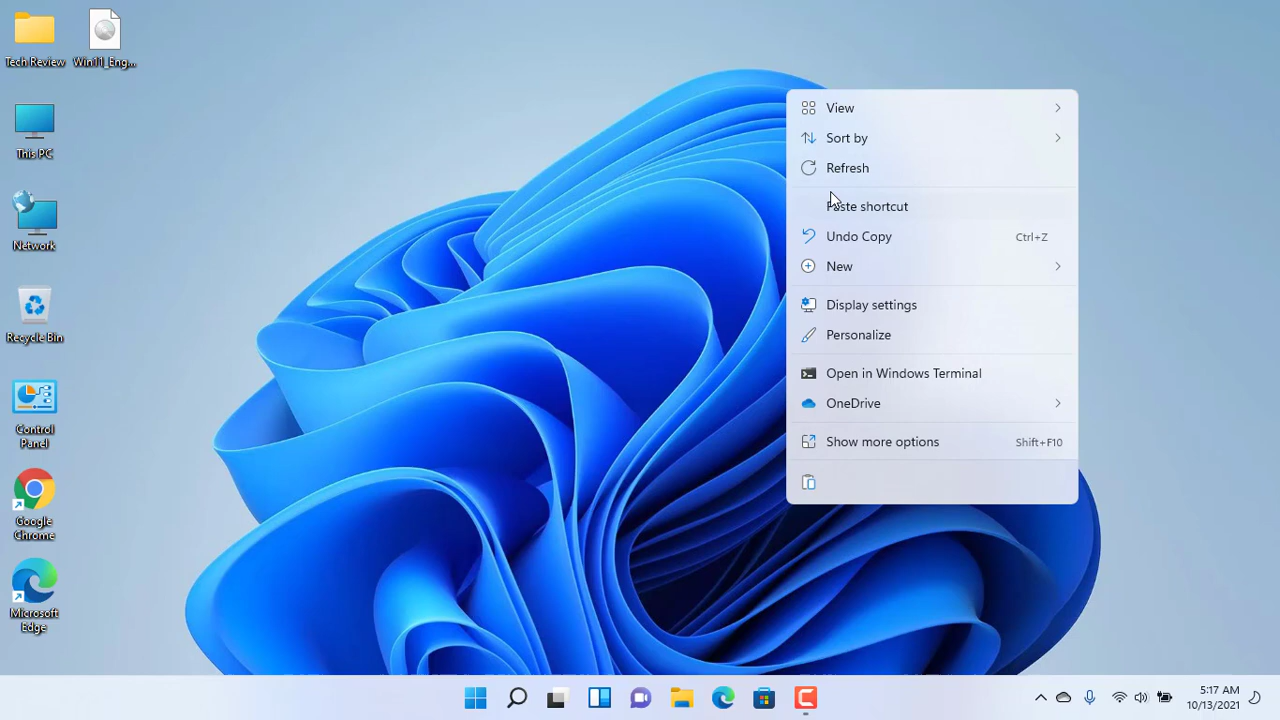 Tech Review
Win11_Eng...
This PC
Network
Recycle Bin
Control
Panel
Google
Chrome
Microsoft
Edge
View
Sort by
Refresh
Paste shortcut
Undo Copy Ctrl+Z
New
Display settings
Personalize
Open in Windows Terminal
OneDrive
Show more options Shift+F10
5:17 AM
10/13/2021